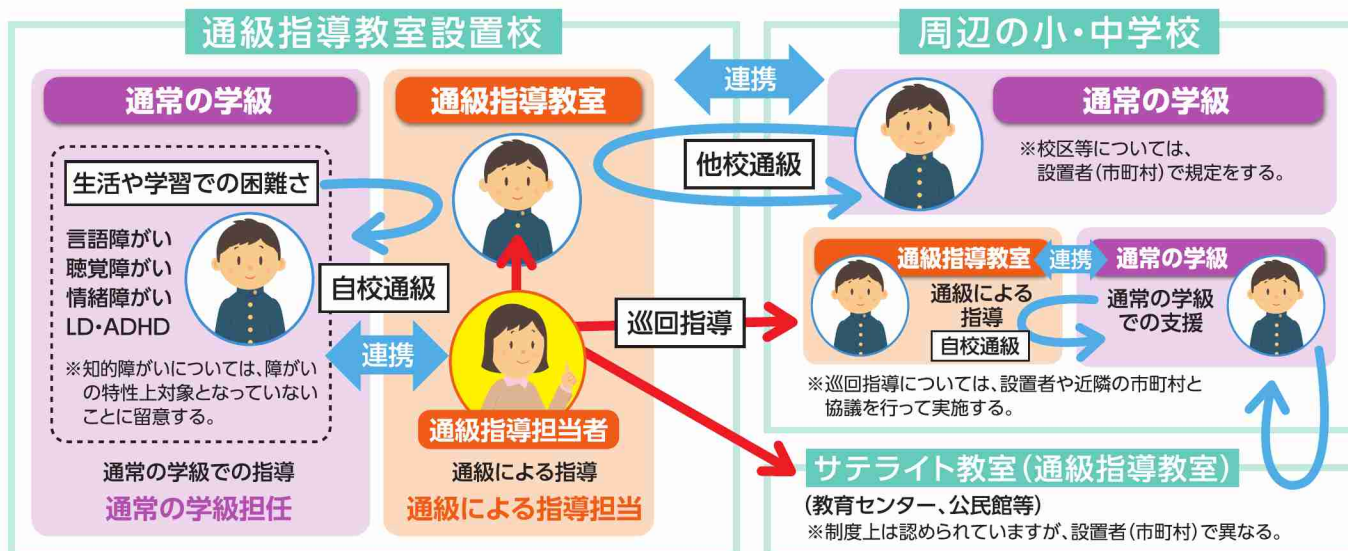 通級指導教室設置校
通常の学級
生活や学習での困難さ
言語障がい
聴覚障がい
情緒障がい
LD・ADHD
自校通級
連携
※知的障がいについては、障がい
の特性上対象となっていない
ことに留意する。
通常の学級での指導
通常の学級担任
通級指導教室
通級指導担当者
通級による指導
通級による指導担当
連携
他校通級
巡回指導
周辺の小・中学校
通常の学級
※校区等については、
設置者(市町村)で規定をする。
通級指導教室
連携
通常の学級
通級による
指導
自校通級
通常の学級
での支援
※巡回指導については、設置者や近隣の市町村と
協議を行って実施する。
サテライト教室(通級指導教室)
(教育センター、公民館等)
※制度上は認められていますが、設置者(市町村)で異なる。